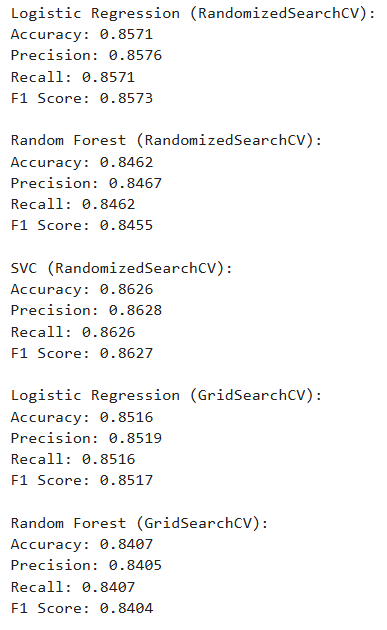 Logistic Regression (RandomizedSearchCV):
Accuracy: 0.8571
Precision: 0.8576
Recall: 0.8571
F1 Score: 0.8573
Random Forest (RandomizedSearchCV):
Accuracy: 0.8462
Precision: 0.8467
Recall: 0.8462
F1 Score: 0.8455
SVC (RandomizedSearchCV):
Accuracy: 0.8626
Precision: 0.8628
Recall: 0.8626
F1 Score: 0.8627
Logistic Regression (GridSearchCV):
Accuracy: 0.8516
Precision: 0.8519
Recall: 0.8516
F1 Score: 0.8517
Random Forest (GridSearchCV):
Accuracy: 0.8407
Precision: 0.8405
Recall: 0.8407
F1 Score: 0.8404